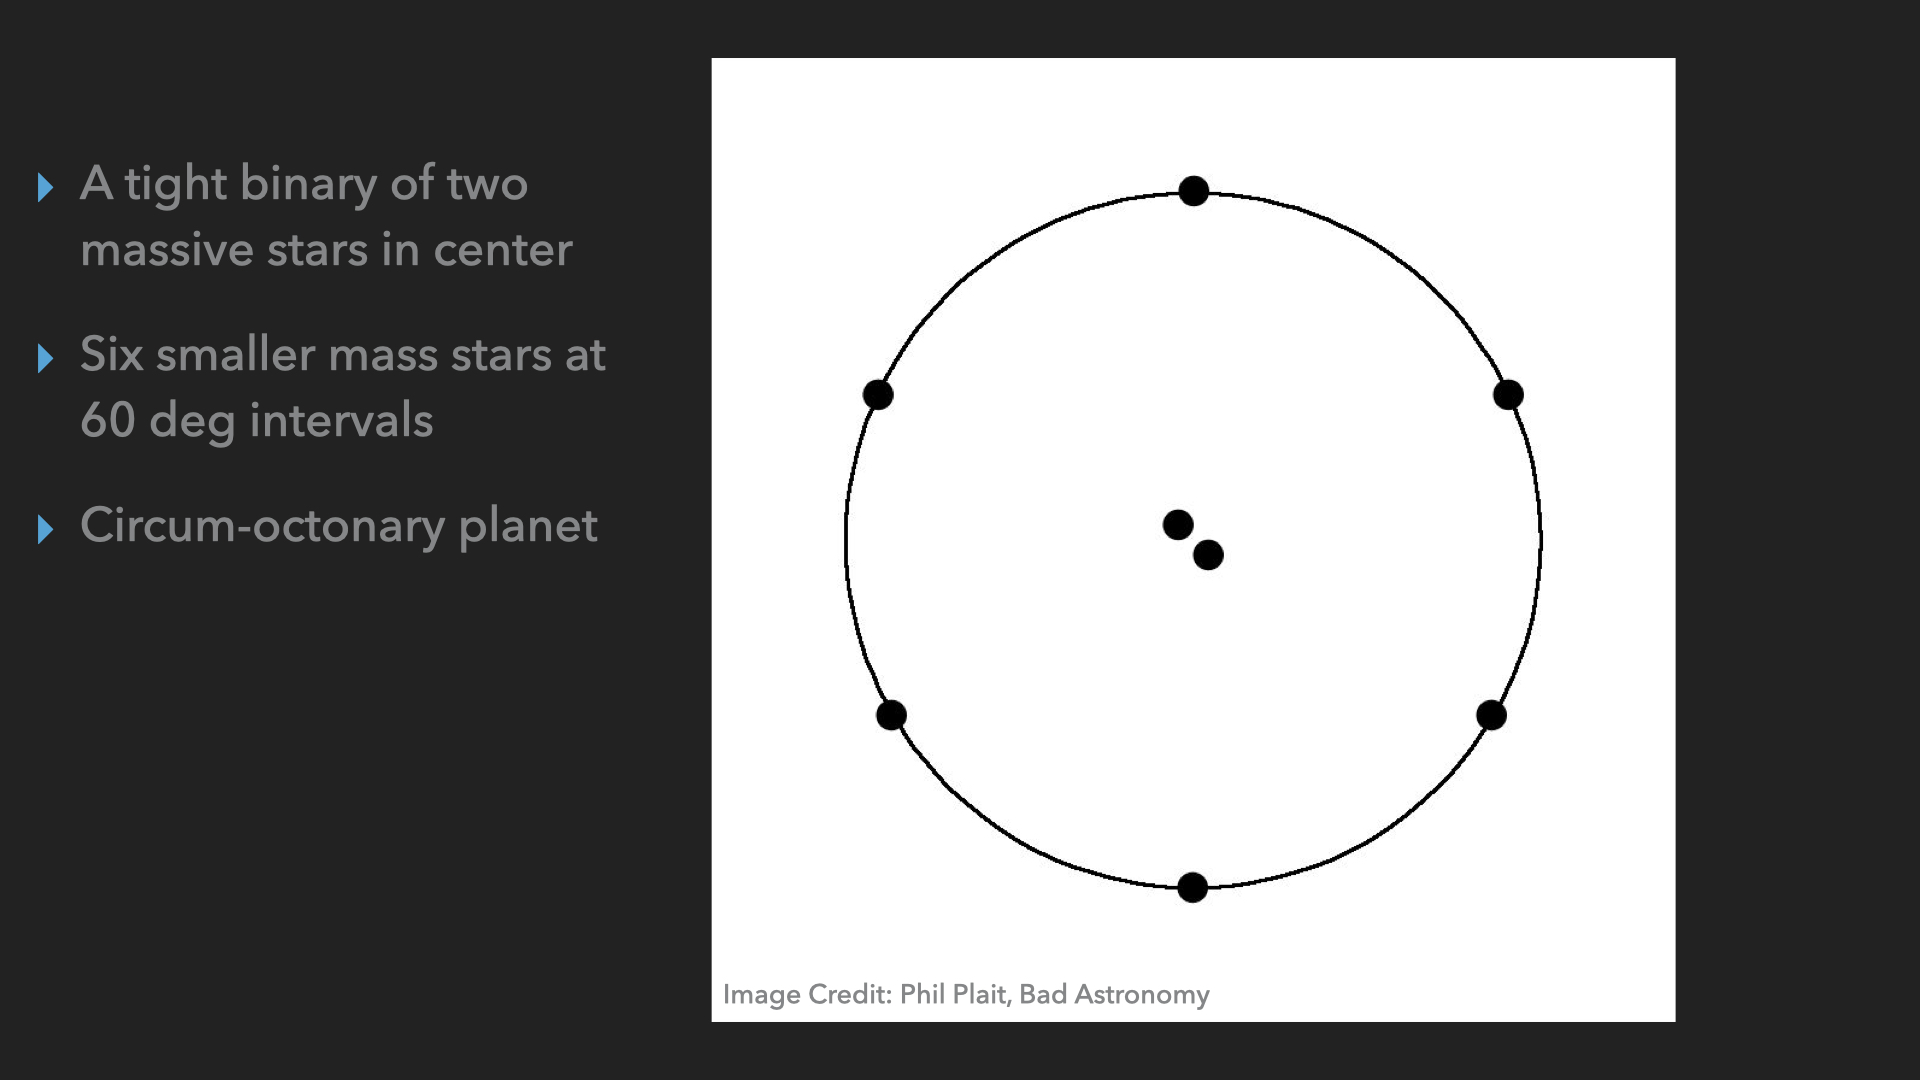 A tight binary of two
massive stars in center
Six smaller mass stars at
60 deg intervals
Circum-octonary planet
Image Credit: Phil Plait, Bad Astronomy